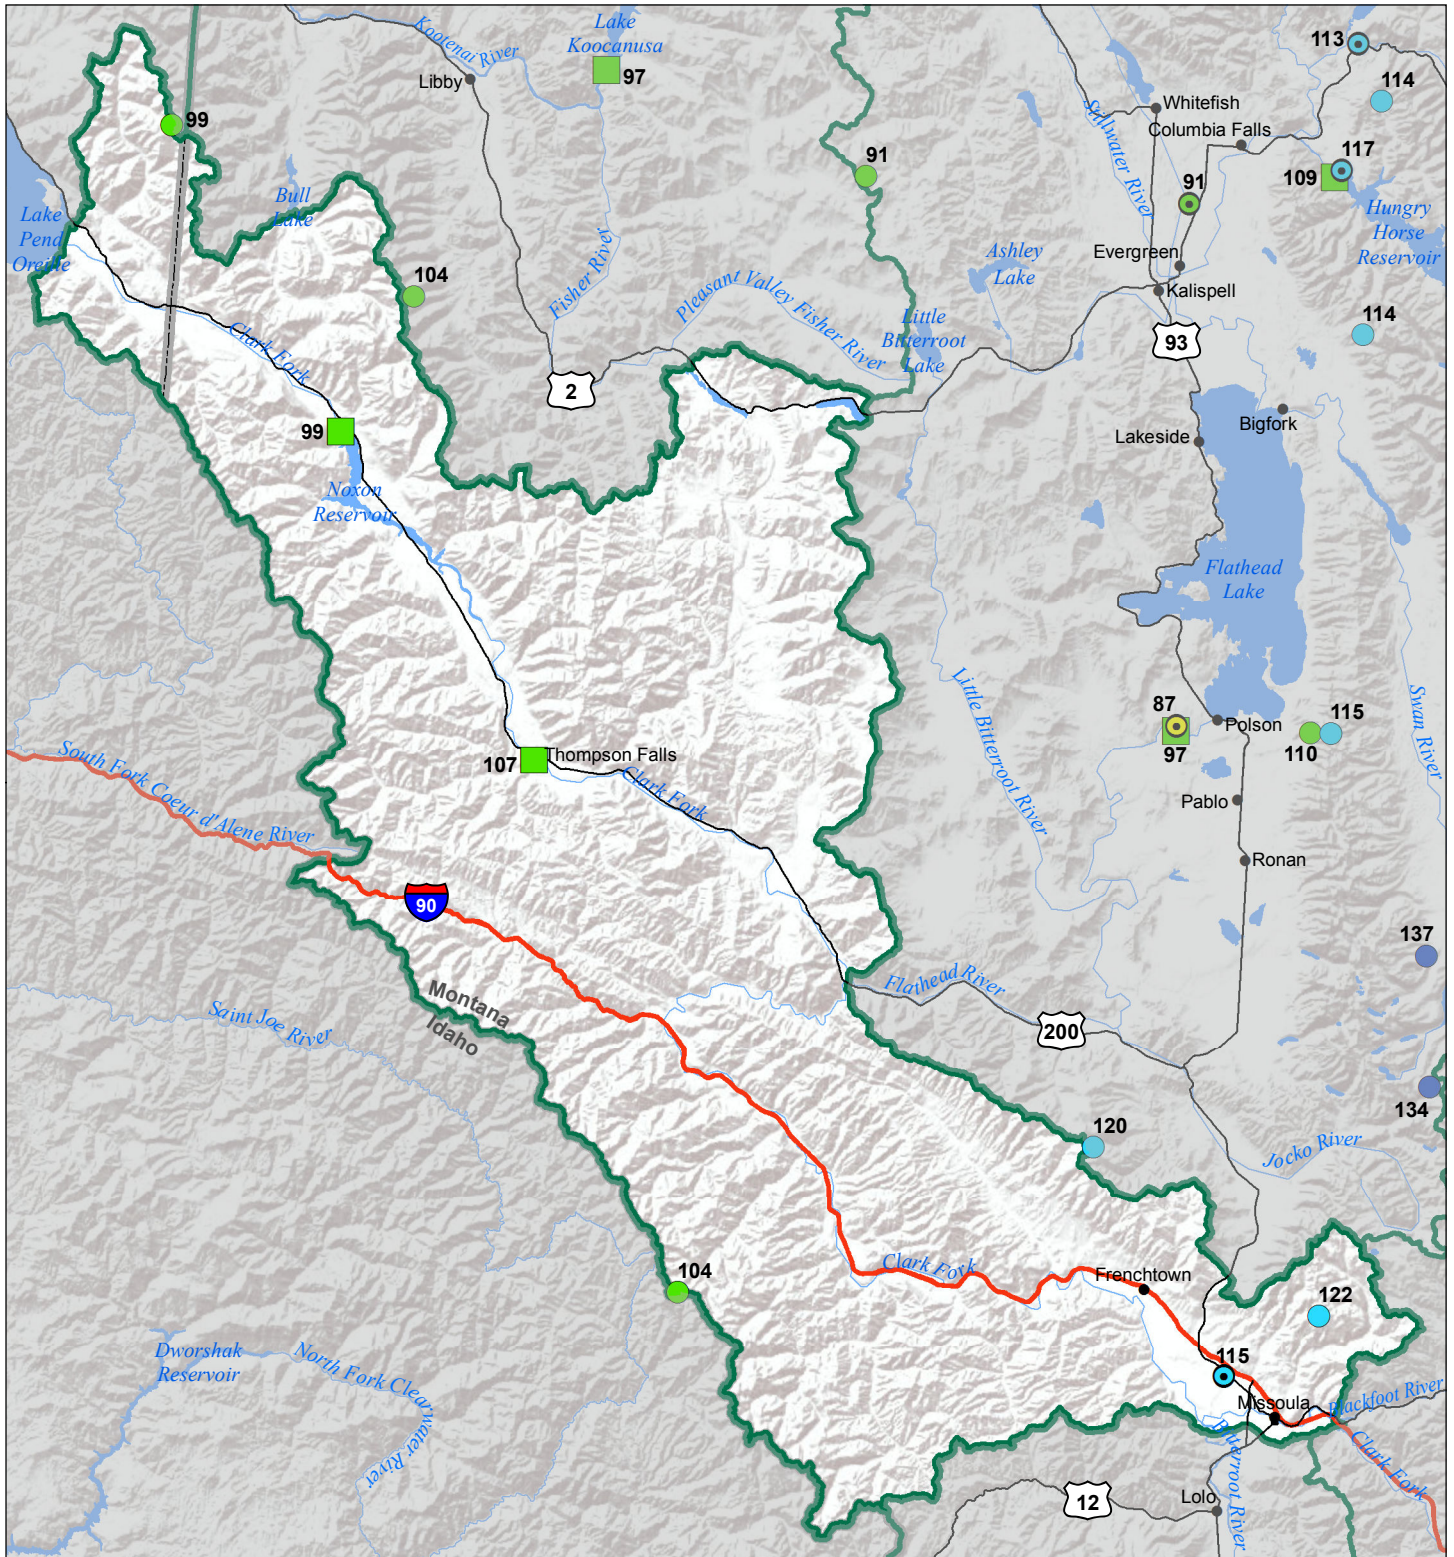 Kootenai River
Lake
Koocanusa
97
Libby
113
114
Whitefish
Columbia Falls
Stillwater River
99
91
117
109
91
Bull
Lake
Lake
Pend
Oreille
Hungry
Horse
Reservoir
Ashley
Lake
Evergreen
Kalispell
104
Fisher River
Pleasant Valley Fisher River
Little
Bitterroot
Lake
93
114
Clark Fork
2
99
Lakeside
Bigfork
Noxon
Reservoir
Flathead
Lake
Little Bitterroot River
Swan River
87
97
Polson
115
110
107
Thompson Falls
Clark Fork
South Fork Coeur d'Alene River
Pablo
Ronan
90
137
Flathead River
Montana
Idaho
Saint Joe River
200
134
120
Jocko River
104
Clark Fork
Frenchtown
122
Dworshak
Reservoir
North Fork Clearwater
River
115
Missoula
Blackfoot River
Bitterroot River
Clark Fork
12
Lolo